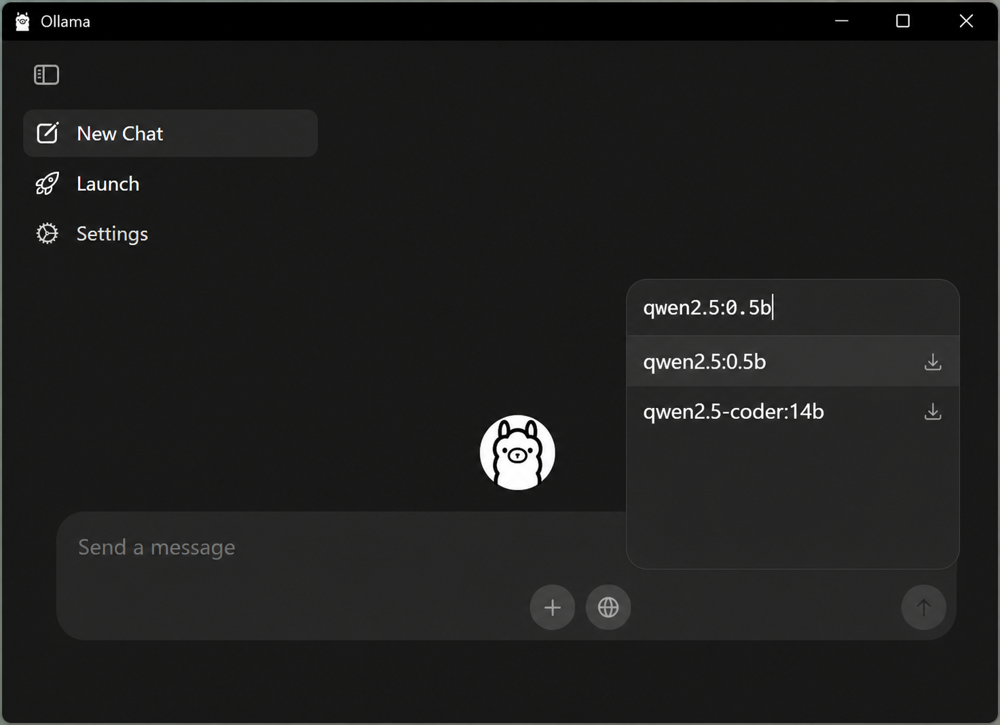 Ollama
New Chat
Launch
Settings
qwen2.5:0.5b
qwen2.5:0.5b
qwen2.5-coder:14b
Send a message